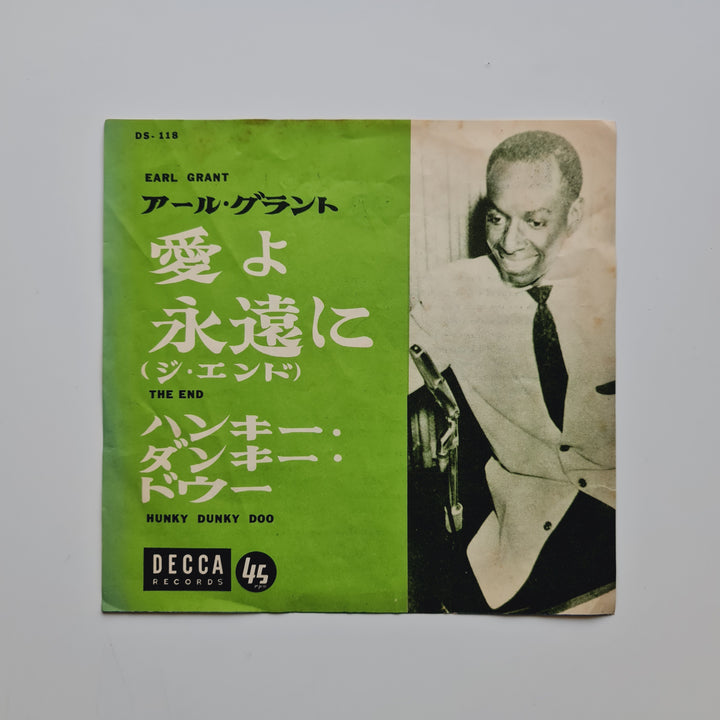 DS-118
EARL GRANT
アール・グラント
愛よ
永遠に
(ジ・エンド)
THE END
ハンキー・
ダンキー・
ドウー
HUNKY DUNKY DOO
DECCA
RECORDS
45
rpm